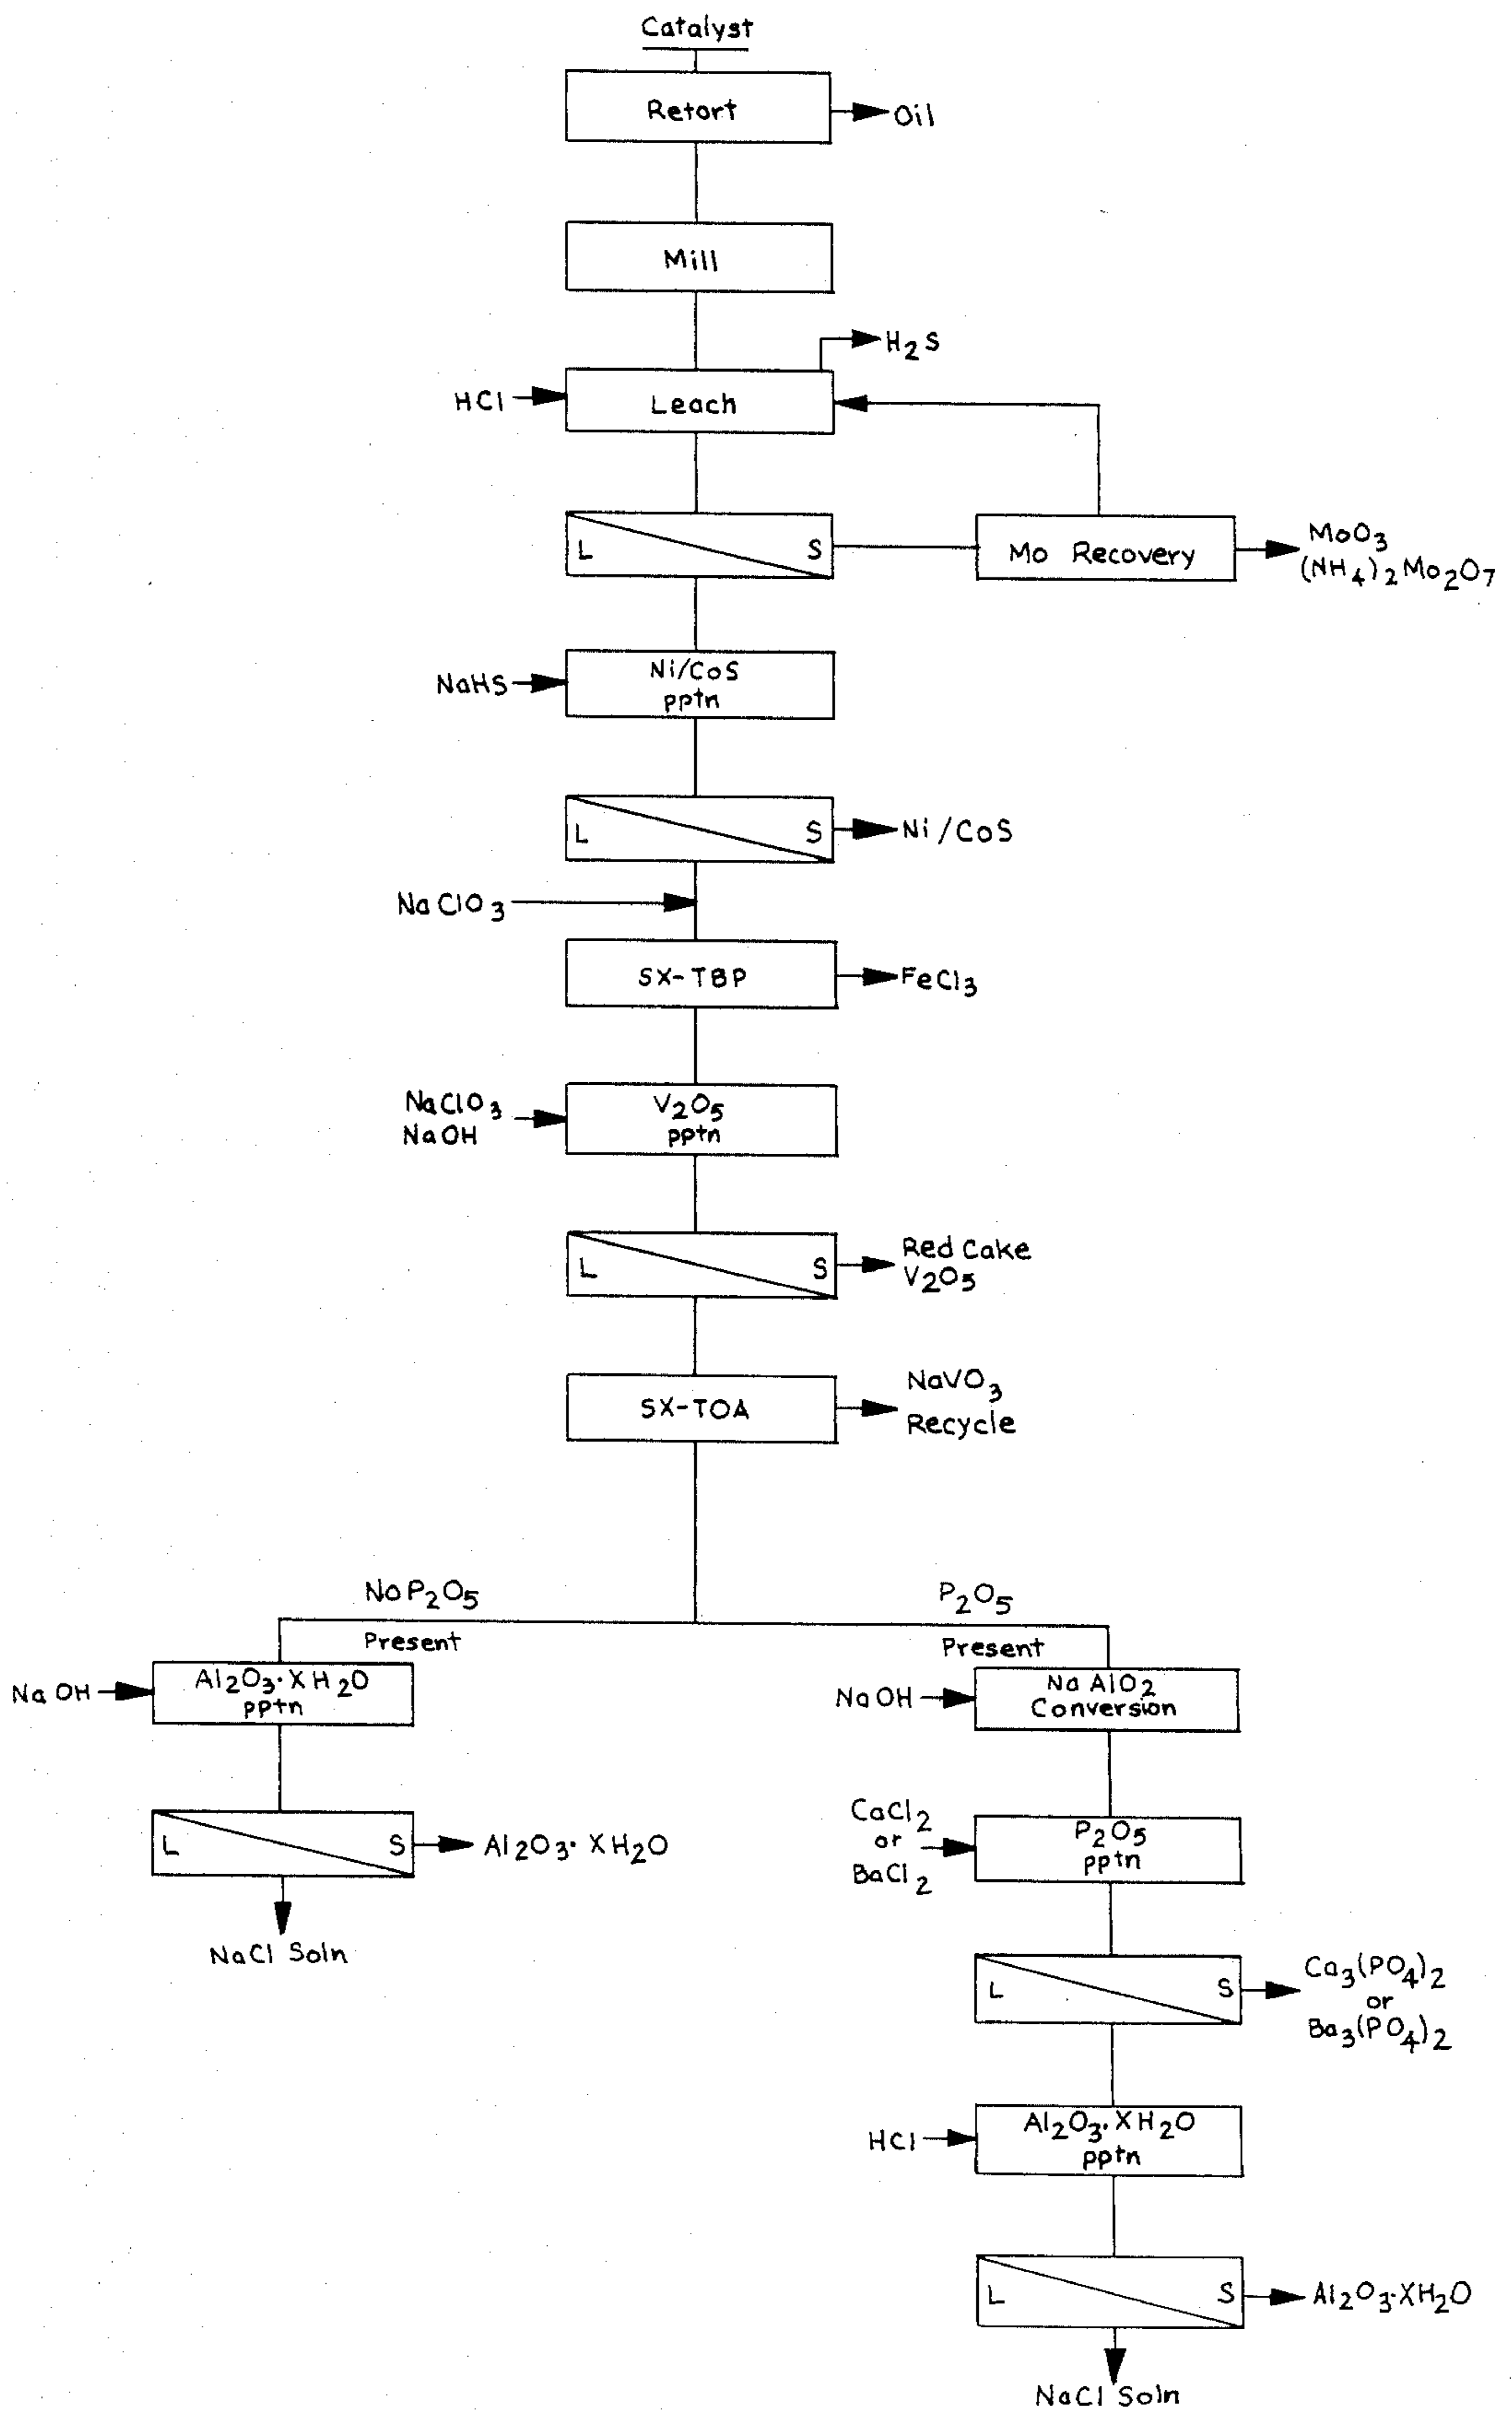 Catalyst
Retort
Oil
Mill
H2S
HCl
Leach
L
S
Mo Recovery
MoO3
(NH4)2Mo2O7
NaHS
Ni/CoS
pptn
L
S
Ni/CoS
NaClO3
SX-TBP
FeCl3
NaClO3
NaOH
V2O5
pptn
L
S
Red Cake
V2O5
SX-TOA
NaVO3
Recycle
No P2O5
Present
P2O5
Present
NaOH
Al2O3·XH2O
pptn
L
S
Al2O3·XH2O
NaCl Soln
NaOH
NaAlO2
Conversion
CaCl2
or
BaCl2
P2O5
pptn
L
S
Ca3(PO4)2
or
Ba3(PO4)2
HCl
Al2O3·XH2O
pptn
L
S
Al2O3·XH2O
NaCl Soln